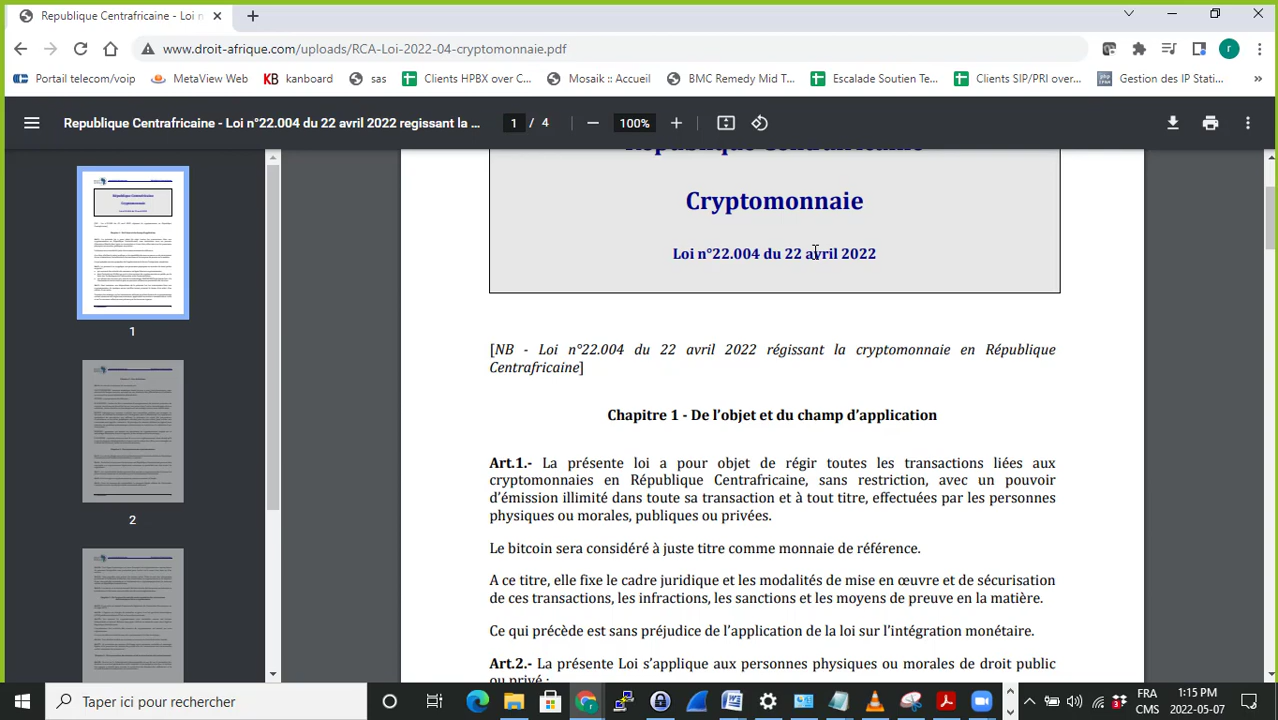 Republique Centrafricaine - Loi n
www.droit-afrique.com/uploads/RCA-Loi-2022-04-cryptomonnaie.pdf
r
Portail telecom/voip
MetaView Web
KB kanboard
sas
Clients HPBX over C...
Mosaik :: Accueil
BMC Remedy Mid T...
Escalade Soutien Te...
Clients SIP/PRI over...
Gestion des IP Stati...
»
Republique Centrafricaine - Loi n°22.004 du 22 avril 2022 regissant la ...
1 / 4
100%
République Centrafricaine
Cryptomonnaie
Loi n°22.004 du 22 avril 2022
[NB - Loi n°22.004 du 22 avril 2022 régissant la cryptomonnaie en République
Centrafricaine]
Chapitre 1 - De l'objet et du champ d'application
Art.1.- La présente loi a pour objet de régir toutes les transactions liées aux
cryptomonnaies en République Centrafricaine, sans restriction, avec un pouvoir
d'émission illimité dans toute sa transaction et à tout titre, effectuées par les personnes
physiques ou morales, publiques ou privées.
Le bitcoin sera considéré à juste titre comme monnaie de référence.
A ce titre, elle fixe le cadre juridique et les modalités de mise en œuvre et de sécurisation
de ces transactions, les infractions, les sanctions et les moyens de preuve en la matière.
Ce qui précède est sans préjudice de l'application de la loi sur l'intégration monétaire.
Art.2.- La présente Loi s'applique aux personnes physiques ou morales de droit public
ou privé :
1
2
Taper ici pour rechercher
FRA
CMS
1:15 PM
2022-05-07